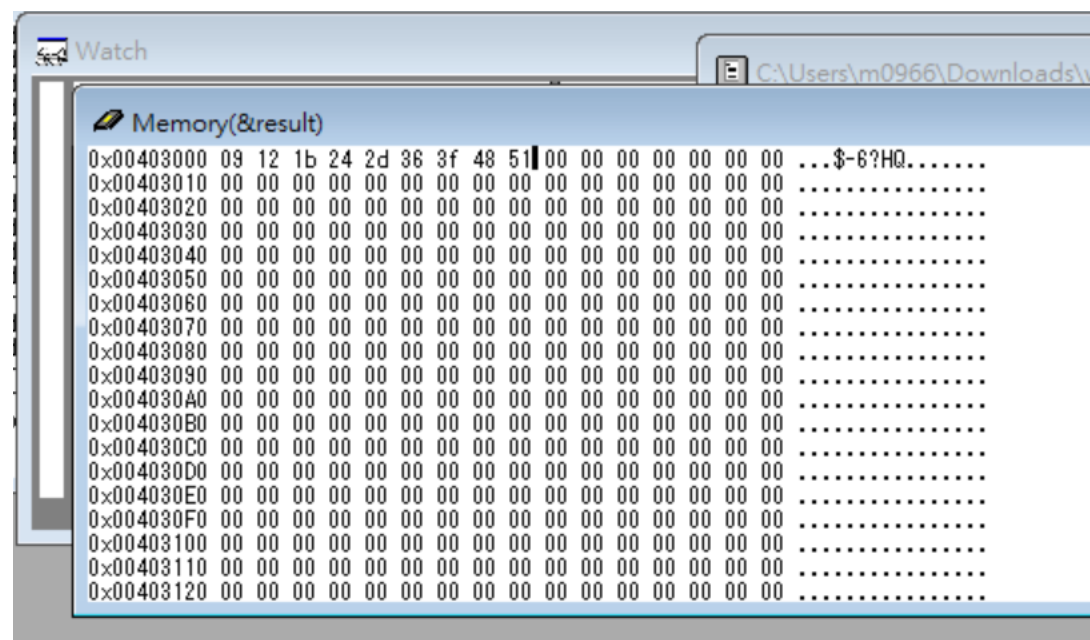 Watch
C:\Users\m0966\Downloads\
Memory(&result)
0x00403000 09 12 1b 24 2d 36 3f 48 51 00 00 00 00 00 00 00 ...$-6?HQ.......
0x00403010 00 00 00 00 00 00 00 00 00 00 00 00 00 00 00 00 ................
0x00403020 00 00 00 00 00 00 00 00 00 00 00 00 00 00 00 00 ................
0x00403030 00 00 00 00 00 00 00 00 00 00 00 00 00 00 00 00 ................
0x00403040 00 00 00 00 00 00 00 00 00 00 00 00 00 00 00 00 ................
0x00403050 00 00 00 00 00 00 00 00 00 00 00 00 00 00 00 00 ................
0x00403060 00 00 00 00 00 00 00 00 00 00 00 00 00 00 00 00 ................
0x00403070 00 00 00 00 00 00 00 00 00 00 00 00 00 00 00 00 ................
0x00403080 00 00 00 00 00 00 00 00 00 00 00 00 00 00 00 00 ................
0x00403090 00 00 00 00 00 00 00 00 00 00 00 00 00 00 00 00 ................
0x004030A0 00 00 00 00 00 00 00 00 00 00 00 00 00 00 00 00 ................
0x004030B0 00 00 00 00 00 00 00 00 00 00 00 00 00 00 00 00 ................
0x004030C0 00 00 00 00 00 00 00 00 00 00 00 00 00 00 00 00 ................
0x004030D0 00 00 00 00 00 00 00 00 00 00 00 00 00 00 00 00 ................
0x004030E0 00 00 00 00 00 00 00 00 00 00 00 00 00 00 00 00 ................
0x004030F0 00 00 00 00 00 00 00 00 00 00 00 00 00 00 00 00 ................
0x00403100 00 00 00 00 00 00 00 00 00 00 00 00 00 00 00 00 ................
0x00403110 00 00 00 00 00 00 00 00 00 00 00 00 00 00 00 00 ................
0x00403120 00 00 00 00 00 00 00 00 00 00 00 00 00 00 00 00 ................